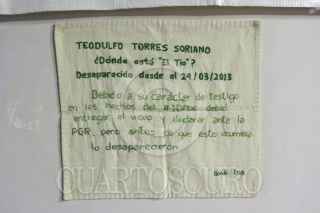 TEODULFO TORRES SORIANO
¿Dónde está "El Tío"?
Desaparecido desde el 24/03/2013
Debido a su carácter de testigo
en los hechos del #1DMX debió
entregar el video y declarar ante la
PGR, pero antes de que esto ocurriera
lo desaparecieron
CUARTOSCURO